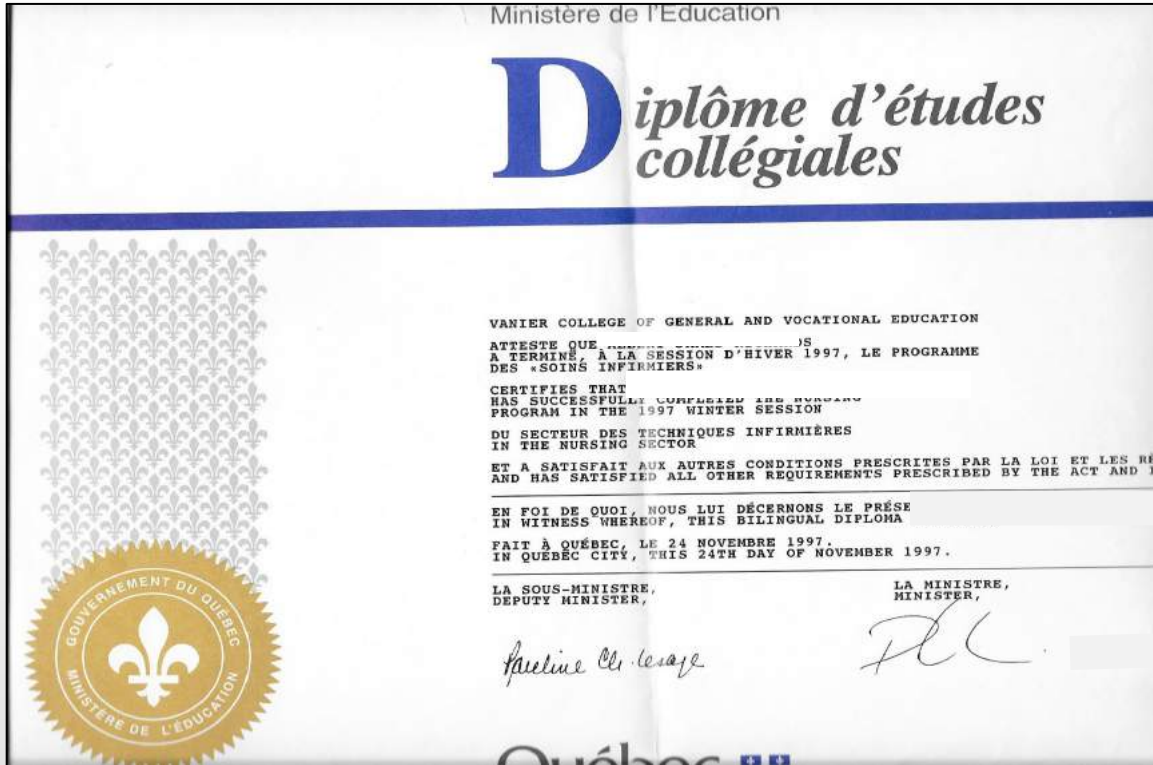 Ministère de l'Education
Diplôme d'études
collégiales
VANIER COLLEGE OF GENERAL AND VOCATIONAL EDUCATION
ATTESTE QUE
A TERMINÉ, À LA SESSION D'HIVER 1997, LE PROGRAMME
DES «SOINS INFIRMIERS»
CERTIFIES THAT
HAS SUCCESSFULLY COMPLETED THE NURSING
PROGRAM IN THE 1997 WINTER SESSION
DU SECTEUR DES TECHNIQUES INFIRMIÈRES
IN THE NURSING SECTOR
ET A SATISFAIT AUX AUTRES CONDITIONS PRESCRITES PAR LA LOI ET LES
AND HAS SATISFIED ALL OTHER REQUIREMENTS PRESCRIBED BY THE ACT AND
EN FOI DE QUOI, NOUS LUI DÉCERNONS LE PRÉSE
IN WITNESS WHEREOF, THIS BILINGUAL DIPLOMA
FAIT À QUÉBEC, LE 24 NOVEMBRE 1997.
IN QUÉBEC CITY, THIS 24TH DAY OF NOVEMBER 1997.
LA SOUS-MINISTRE,
DEPUTY MINISTER,
LA MINISTRE,
MINISTER,
Pauline Ch. Lesage
GOUVERNEMENT DU QUÉBEC
MINISTÈRE DE L'ÉDUCATION
Québec